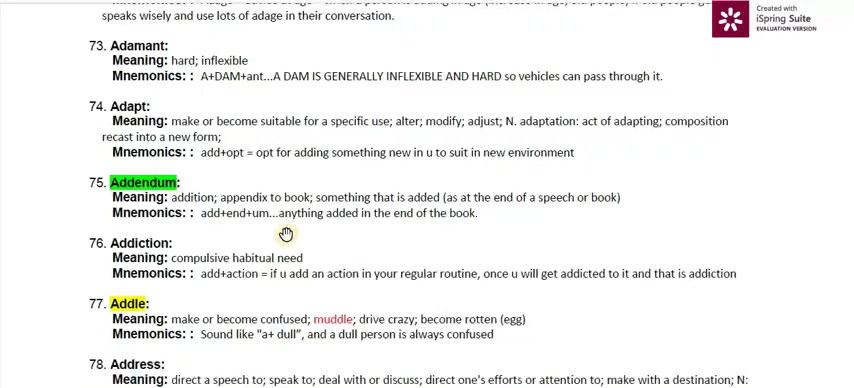 Created with
iSpring Suite
EVALUATION VERSION
speaks wisely and use lots of adage in their conversation.
73. Adamant:
Meaning: hard; inflexible
Mnemonics: : A+DAM+ant...A DAM IS GENERALLY INFLEXIBLE AND HARD so vehicles can pass through it.
74. Adapt:
Meaning: make or become suitable for a specific use; alter; modify; adjust; N. adaptation: act of adapting; composition
recast into a new form;
Mnemonics: : add+opt = opt for adding something new in u to suit in new environment
75. Addendum:
Meaning: addition; appendix to book; something that is added (as at the end of a speech or book)
Mnemonics: : add+end+um...anything added in the end of the book.
76. Addiction:
Meaning: compulsive habitual need
Mnemonics: : add+action = if u add an action in your regular routine, once u will get addicted to it and that is addiction
77. Addle:
Meaning: make or become confused; muddle; drive crazy; become rotten (egg)
Mnemonics: : Sound like "a+ dull”, and a dull person is always confused
78. Address:
Meaning: direct a speech to; speak to; deal with or discuss; direct one's efforts or attention to; make with a destination; N: